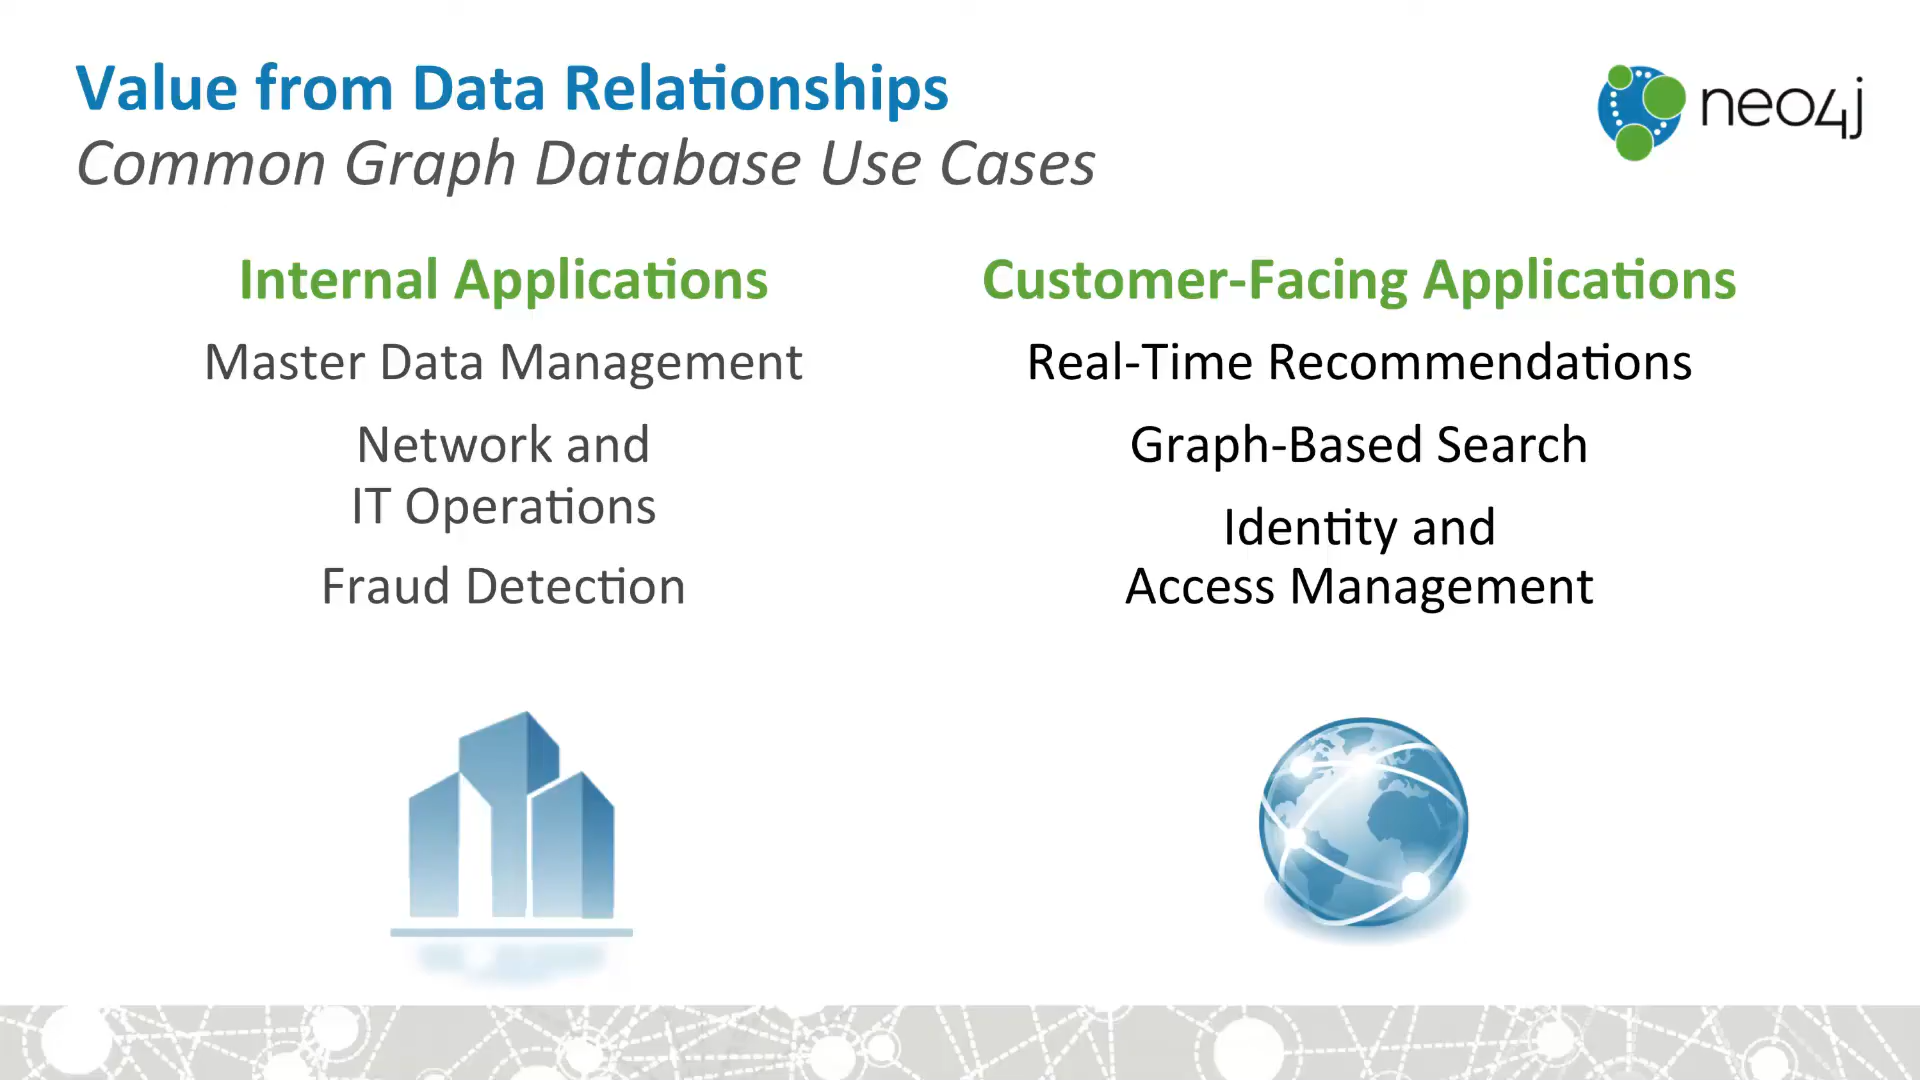 Value from Data Relationships
Common Graph Database Use Cases
neo4j
Internal Applications
Master Data Management
Network and
IT Operations
Fraud Detection
Customer-Facing Applications
Real-Time Recommendations
Graph-Based Search
Identity and
Access Management